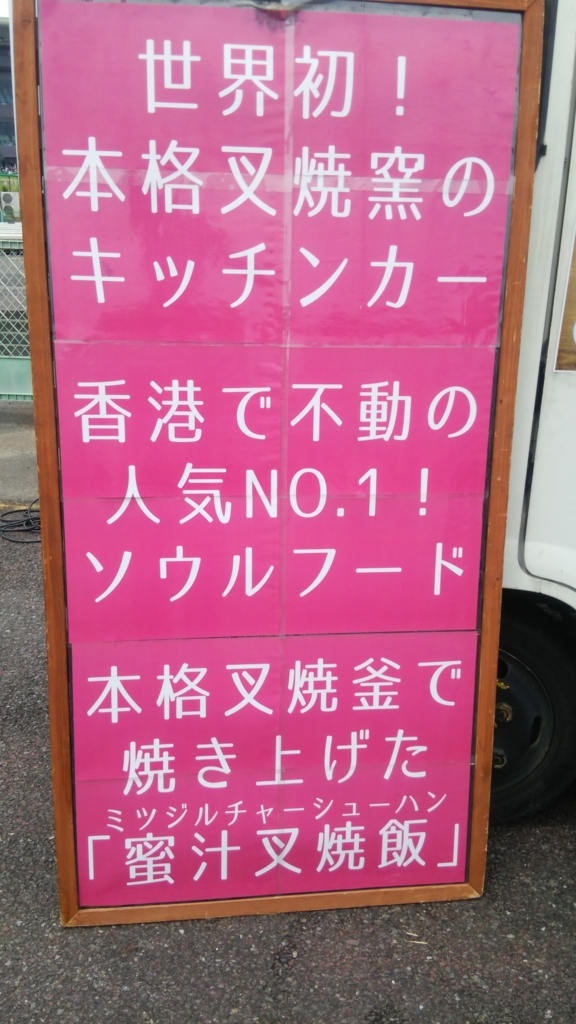 世界初！
本格叉焼窯の
キッチンカー
香港で不動の
人気NO.1！
ソウルフード
本格叉焼釜で
焼き上げた
ミツジルチャーシューハン
「蜜汁叉焼飯」